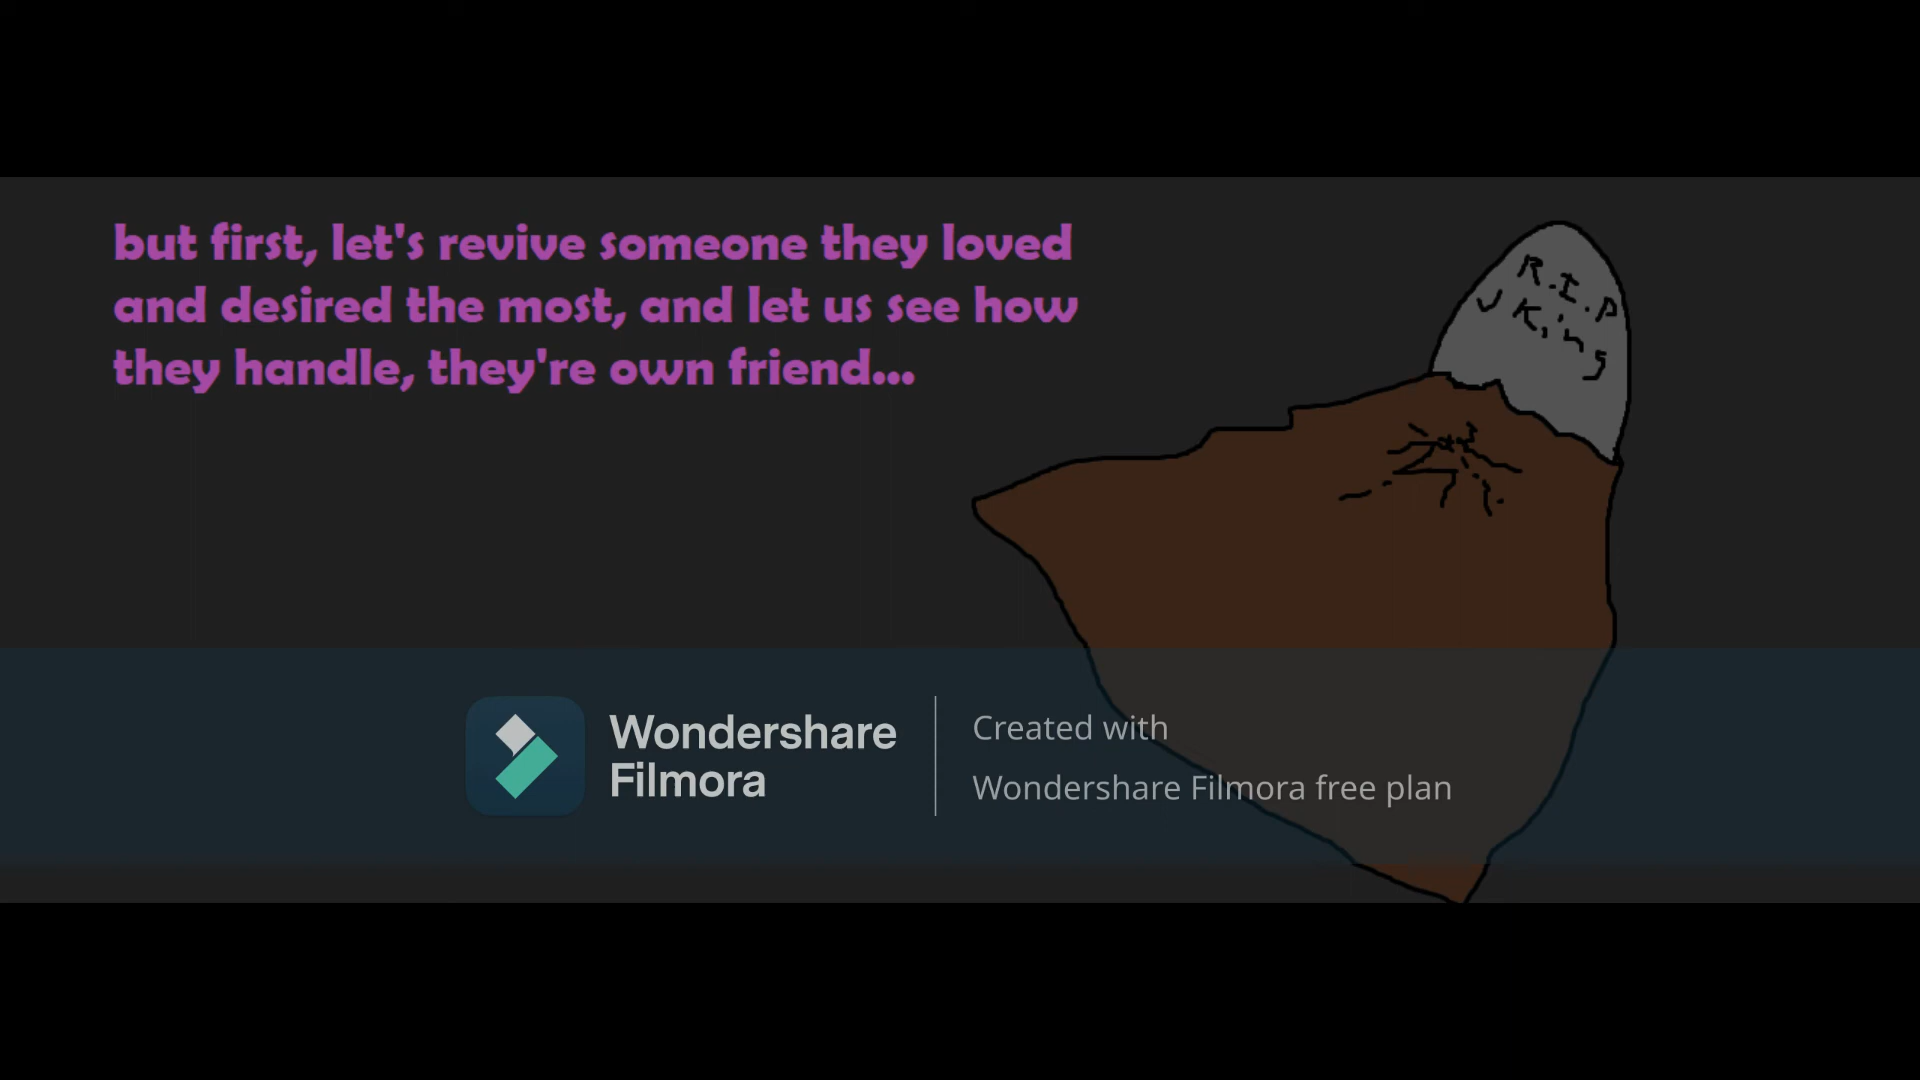 but first, let's revive someone they loved
and desired the most, and let us see how
they handle, they're own friend...
R.I.P
Wondershare
Filmora
Created with
Wondershare Filmora free plan